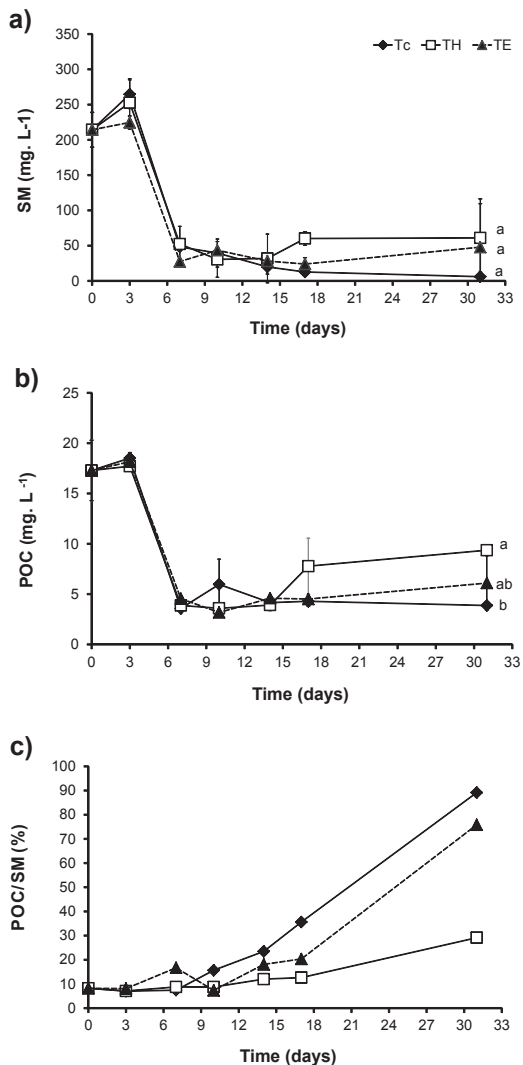 a)
Tc TH TE
350
300
250
200
150
100
50
0
SM (mg. L-1)
a
a
a
0 3 6 9 12 15 18 21 24 27 30 33
Time (days)
b)
25
20
15
10
5
0
POC (mg. L -1)
a
ab
b
0 3 6 9 12 15 18 21 24 27 30 33
Time (days)
c)
100
90
80
70
60
50
40
30
20
10
0
POC/SM (%)
0 3 6 9 12 15 18 21 24 27 30 33
Time (days)